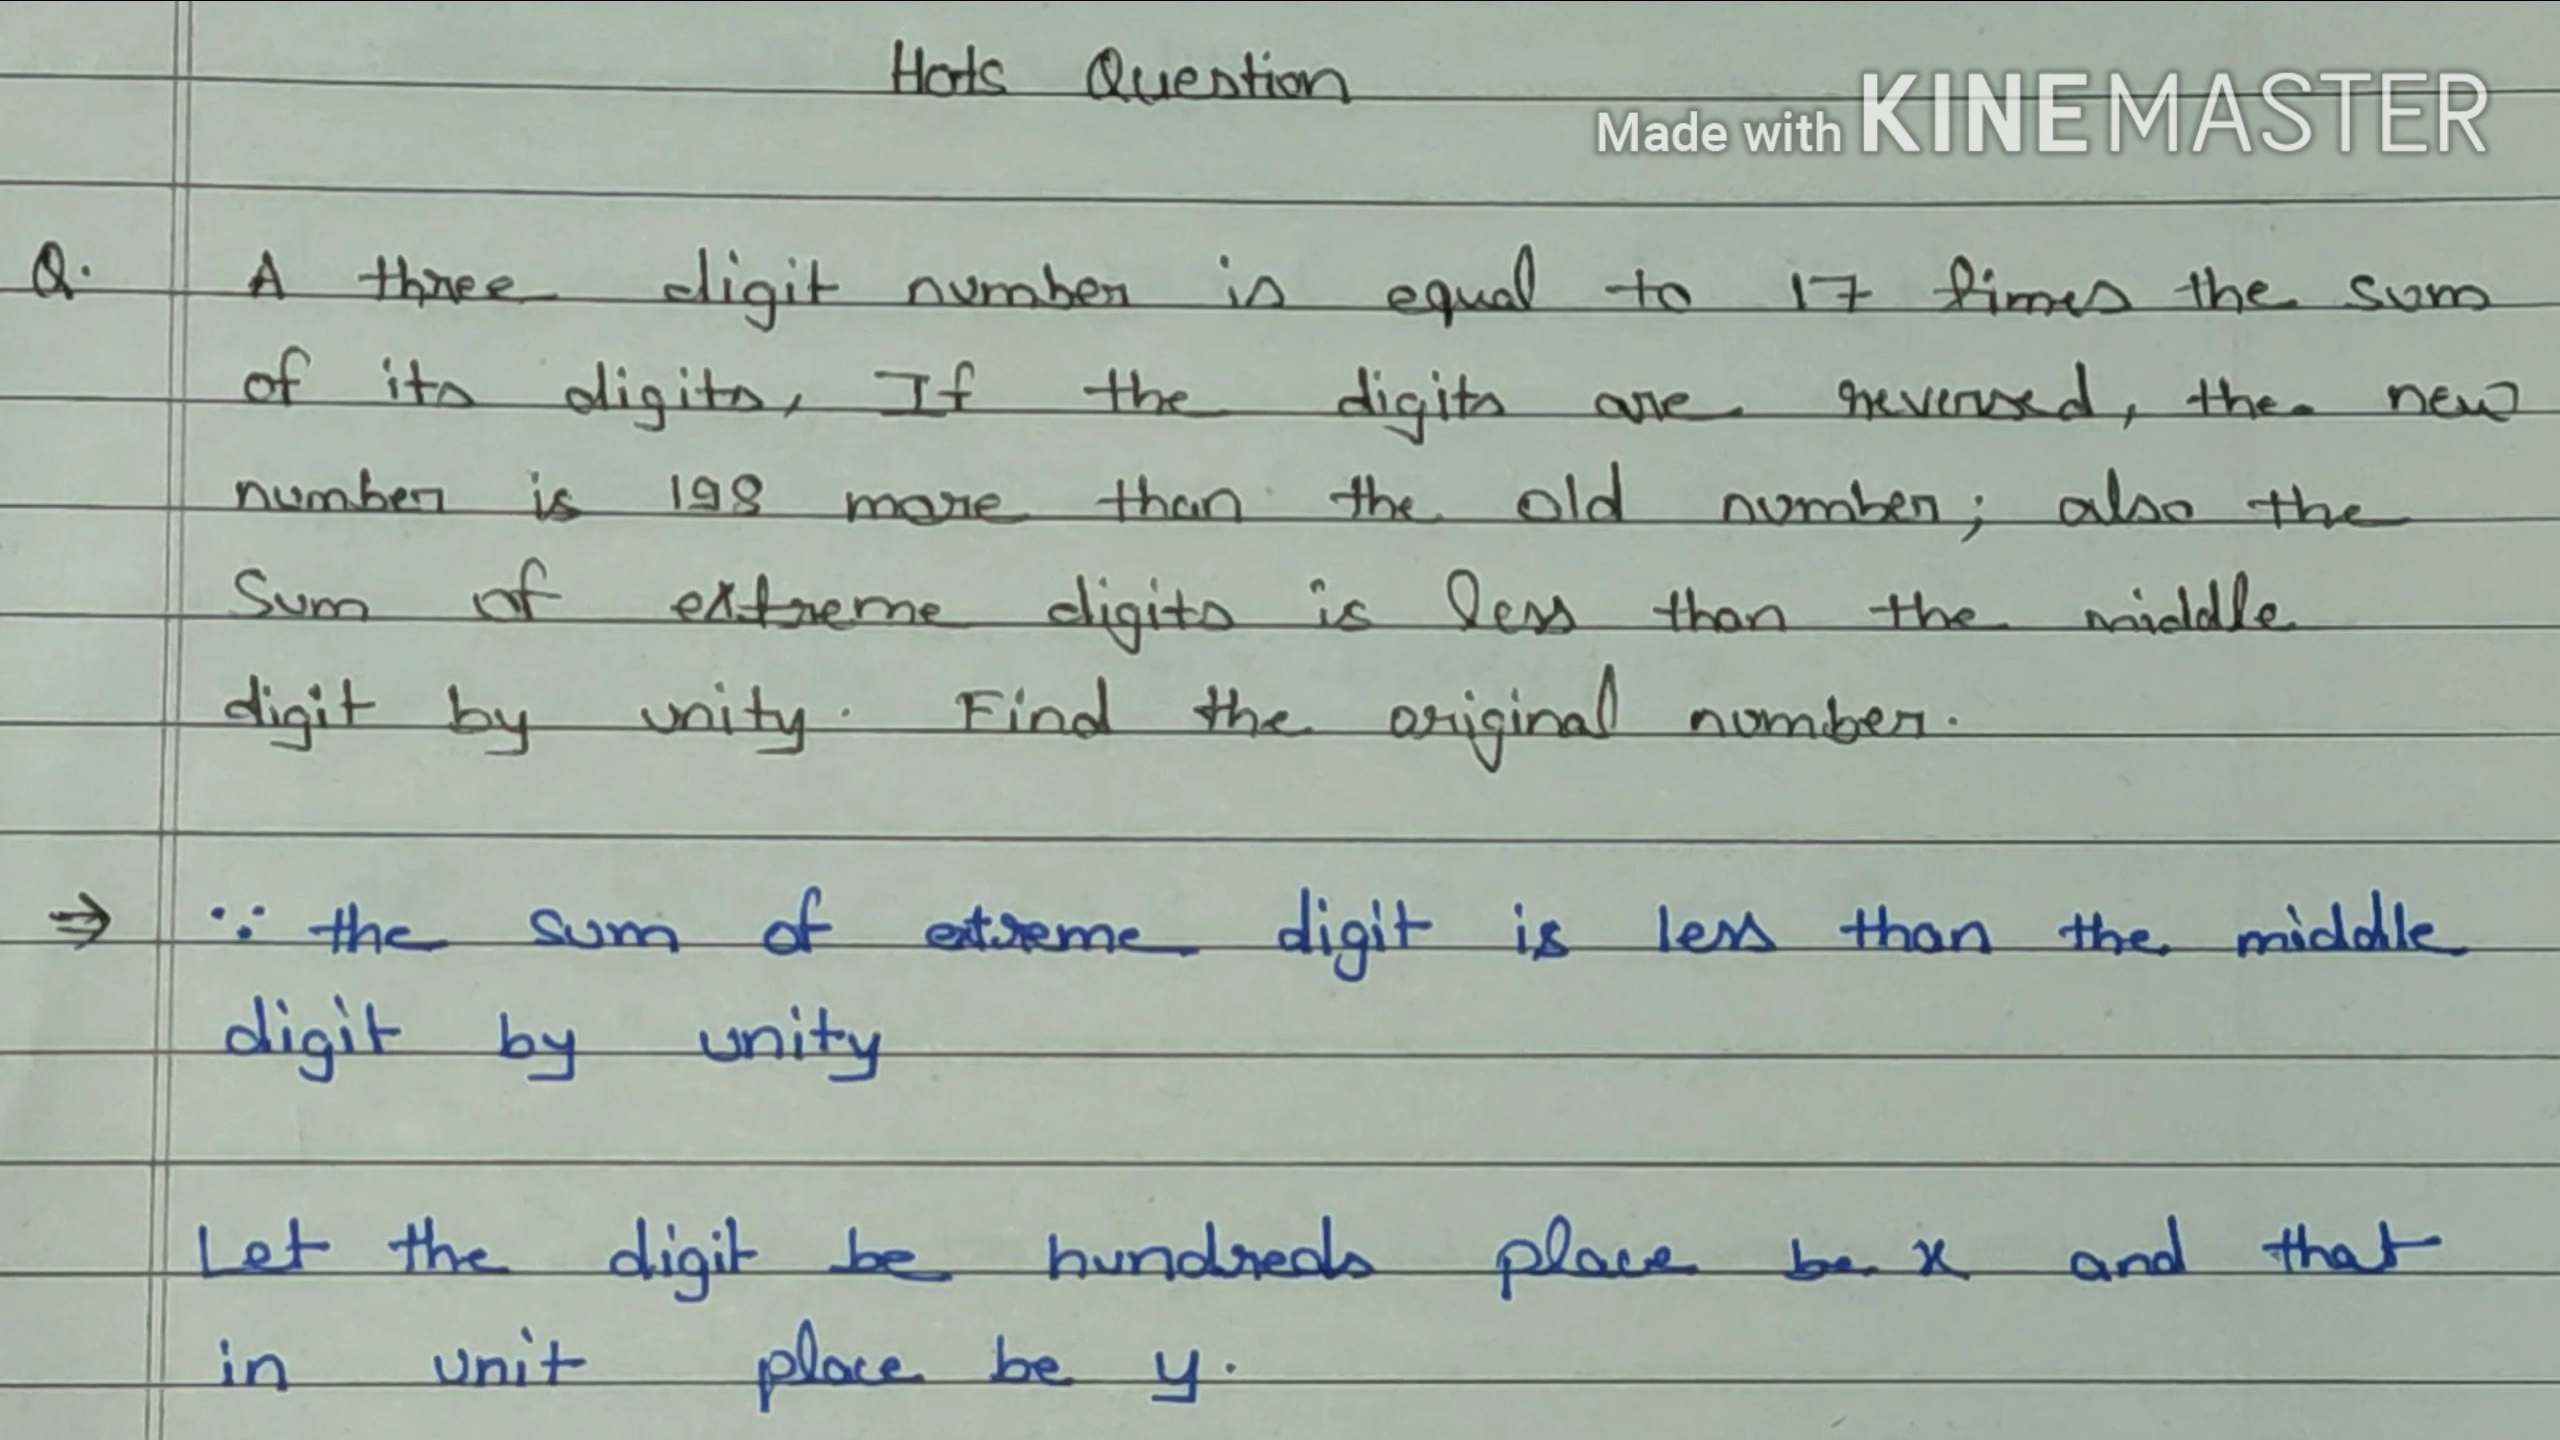 Hots Question
Made with KINEMASTER
Q. A three digit number is equal to 17 times the sum
of its digits, If the digits are reversed, the new
number is 198 more than the old number; also the
Sum of extreme digits is less than the middle
digit by unity. Find the original number.
⇒ ∵ the sum of extreme digit is less than the middle
digit by unity
Let the digit be hundreds place be x and that
in unit place be y.